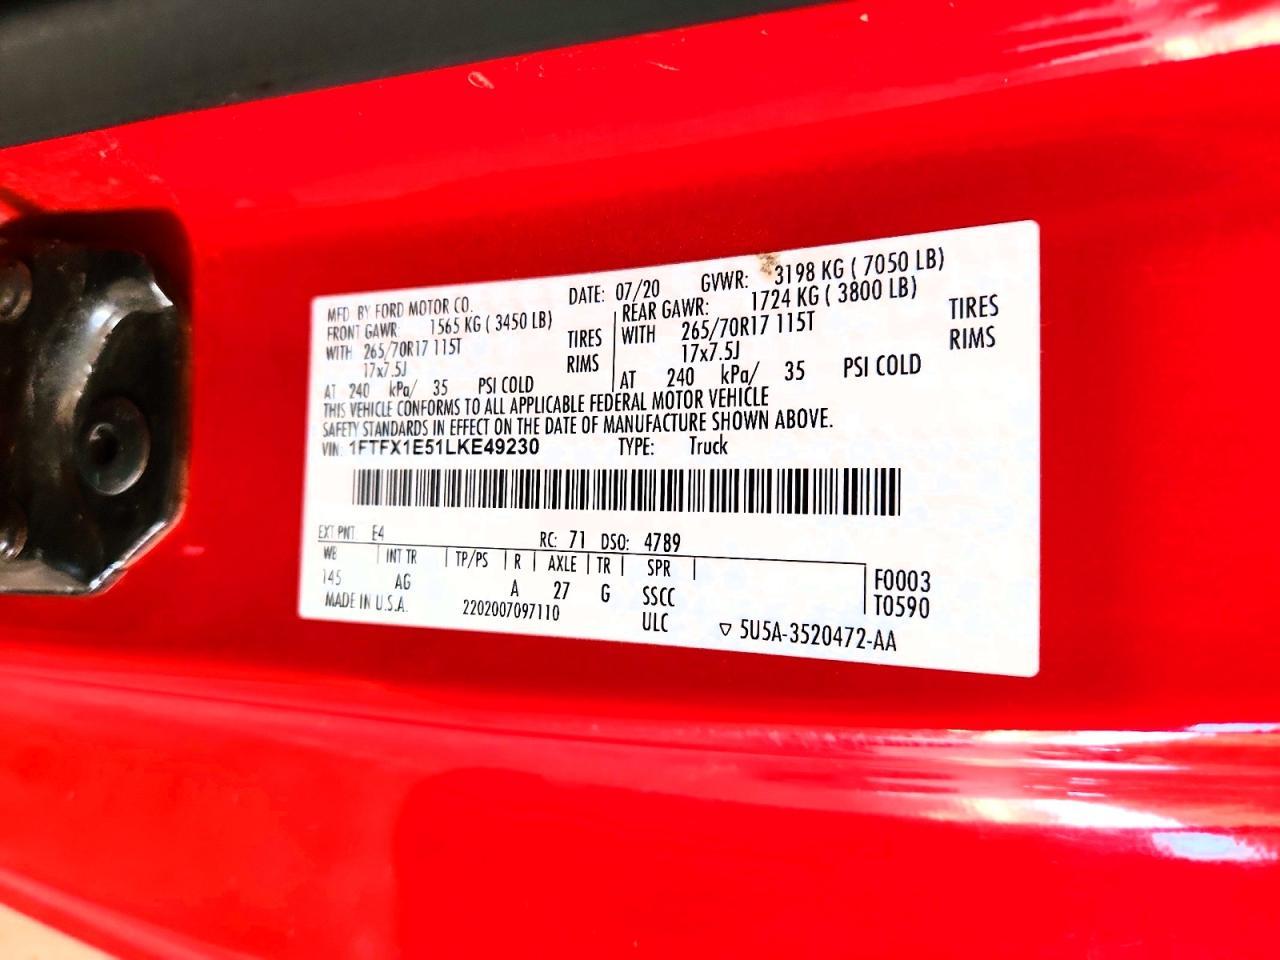 MFD. BY FORD MOTOR CO. DATE: 07/20 GVWR: 3198 KG ( 7050 LB)
FRONT GAWR: 1565 KG ( 3450 LB) REAR GAWR: 1724 KG ( 3800 LB)
WITH 265/70R17 115T TIRES WITH 265/70R17 115T TIRES
17x7.5J RIMS 17x7.5J RIMS
AT 240 kPa/ 35 PSI COLD AT 240 kPa/ 35 PSI COLD
THIS VEHICLE CONFORMS TO ALL APPLICABLE FEDERAL MOTOR VEHICLE
SAFETY STANDARDS IN EFFECT ON THE DATE OF MANUFACTURE SHOWN ABOVE.
VIN: 1FTFX1E51LKE49230 TYPE: Truck
EXT PNT: E4 RC: 71 DSO: 4789
WB INT TR TP/PS R AXLE TR SPR F0003
145 AG A 27 G SSCC T0590
MADE IN U.S.A. 2202007097110 ULC ▽ 5U5A-3520472-AA